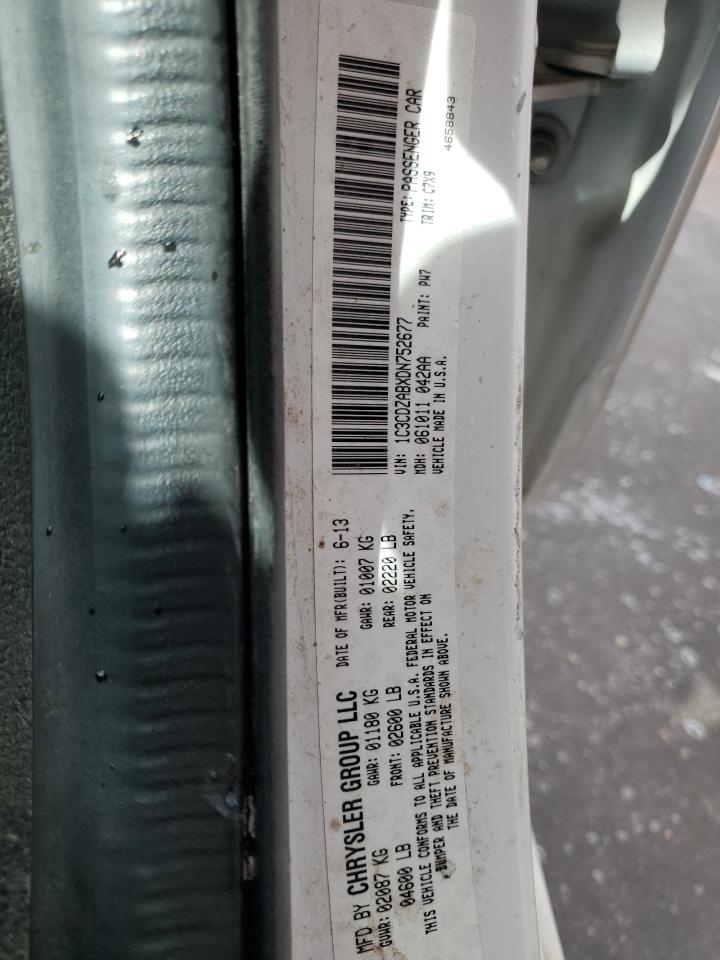 MFD BY CHRYSLER GROUP LLC
DATE OF MFR(BUILT): 6-13
GVWR: 02087 KG
GAWR: 01180 KG
GAWR: 01007 KG
04600 LB
FRONT: 02600 LB
REAR: 02220 LB
THIS VEHICLE CONFORMS TO ALL APPLICABLE U.S.A. FEDERAL MOTOR VEHICLE SAFETY,
BUMPER AND THEFT PREVENTION STANDARDS IN EFFECT ON
THE DATE OF MANUFACTURE SHOWN ABOVE.
VIN: 1C3CDZABXDN752677
TYPE: PASSENGER CAR
MDH: 061011 042AA
PAINT: PW7
TRIM: C7X9
VEHICLE MADE IN U.S.A.
4658843